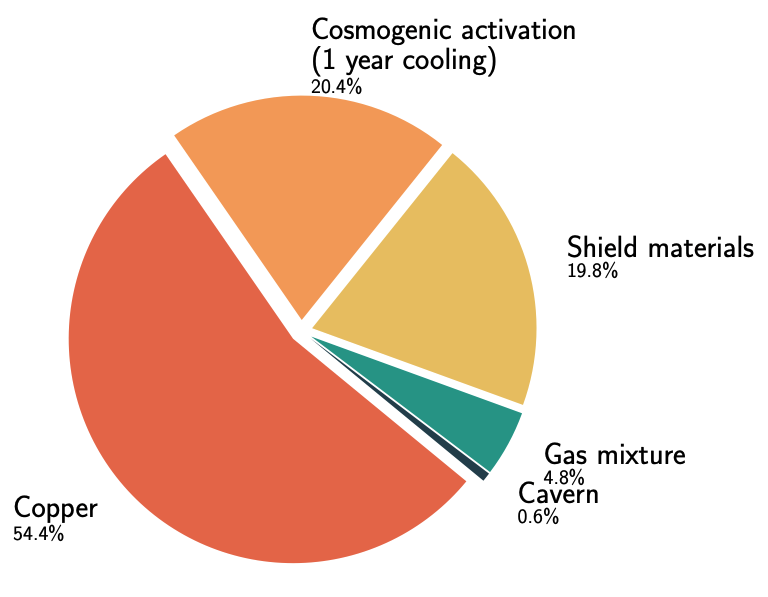 Cosmogenic activation
(1 year cooling)
20.4%
Shield materials
19.8%
Gas mixture
4.8%
Cavern
0.6%
Copper
54.4%